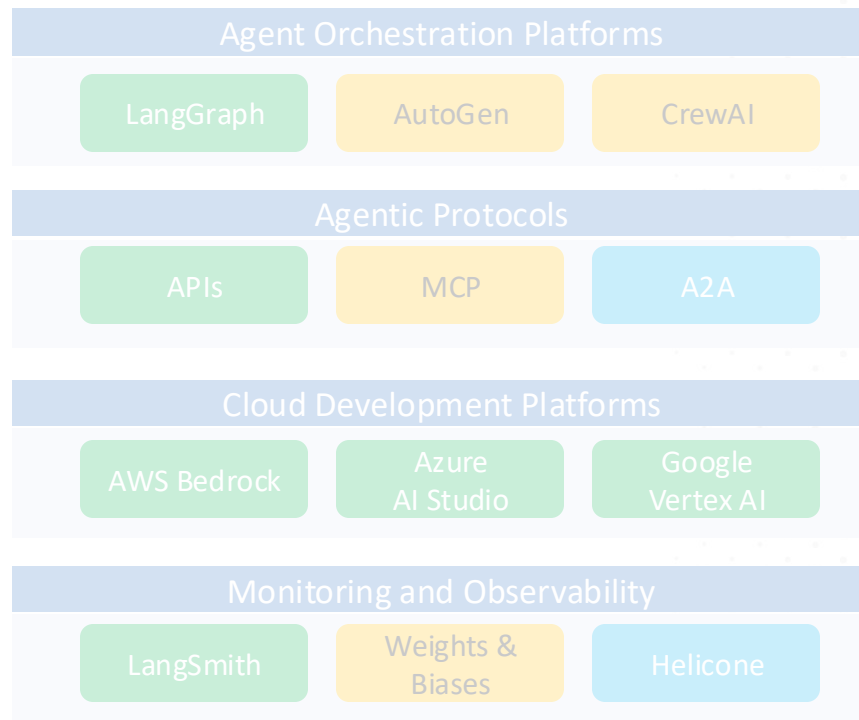 Agent Orchestration Platforms
LangGraph
AutoGen
CrewAI
Agentic Protocols
APIs
MCP
A2A
Cloud Development Platforms
AWS Bedrock
Azure
AI Studio
Google
Vertex AI
Monitoring and Observability
LangSmith
Weights &
Biases
Helicone